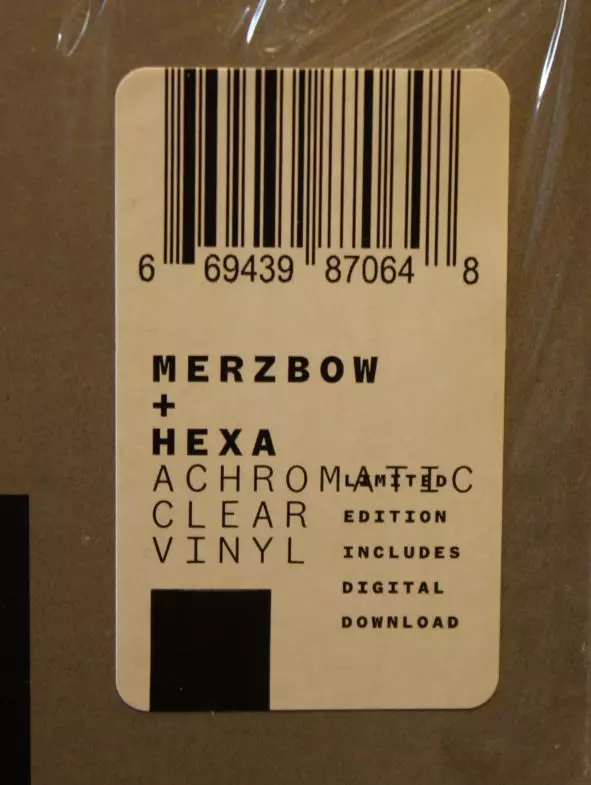 6 69439 87064 8
MERZBOW
+
HEXA
ACHROMATIC
LIMITED
CLEAR
EDITION
VINYL
INCLUDES
DIGITAL
DOWNLOAD